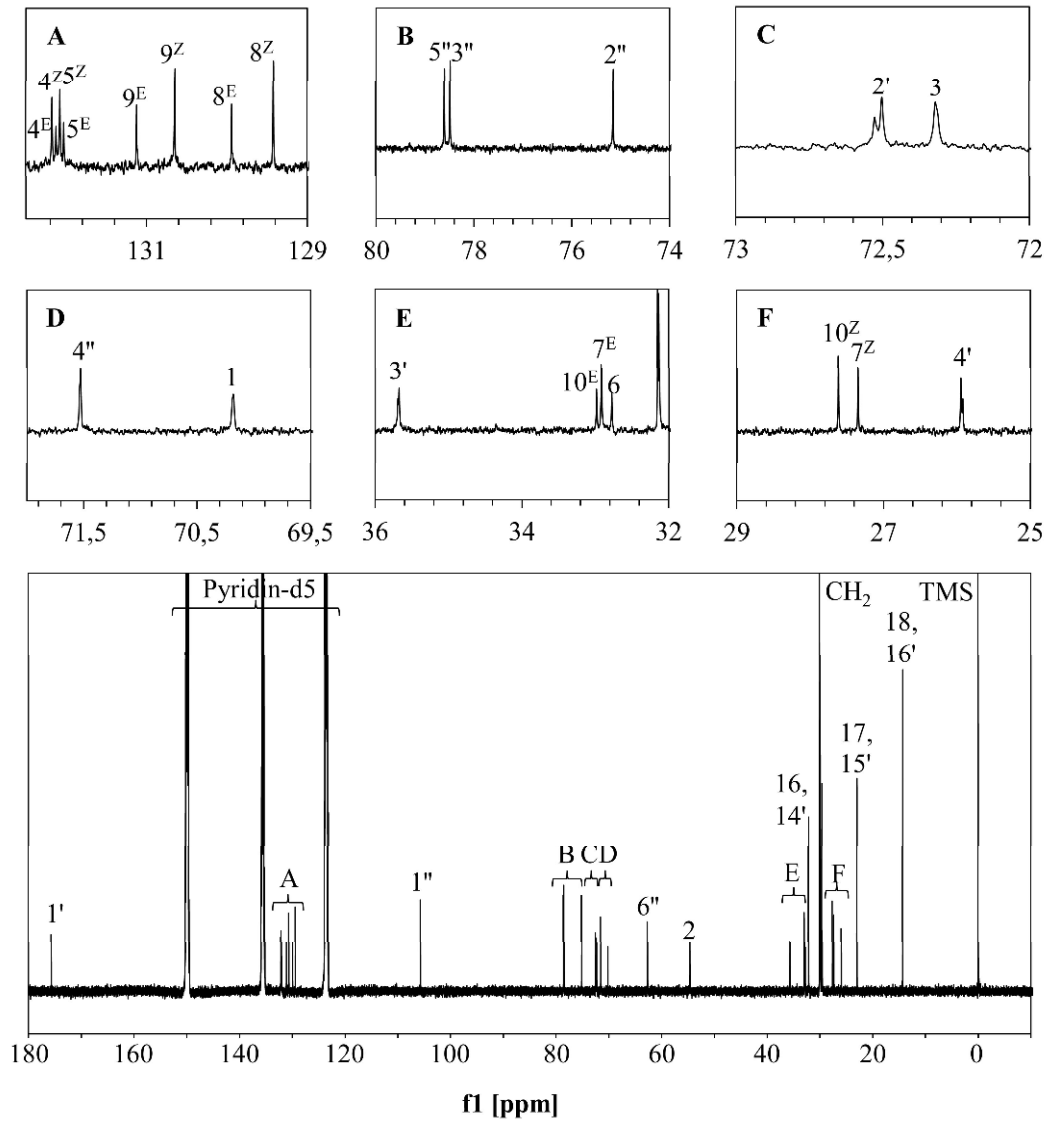 A
4ᶻ5ᶻ
9ᶻ
8ᶻ
9ᴱ
8ᴱ
4ᴱ 5ᴱ
131 129
B
5"3"
2"
80 78 76 74
C
2' 3
73 72,5 72
D
4"
1
71,5 70,5 69,5
E
3'
7ᴱ
10ᴱ 6
36 34 32
F
10ᶻ
7ᶻ
4'
29 27 25
Pyridin-d5
CH₂ TMS
18,
16'
17,
15'
16,
14'
A
B CD
E F
1'
1"
6"
2
180 160 140 120 100 80 60 40 20 0
f1 [ppm]